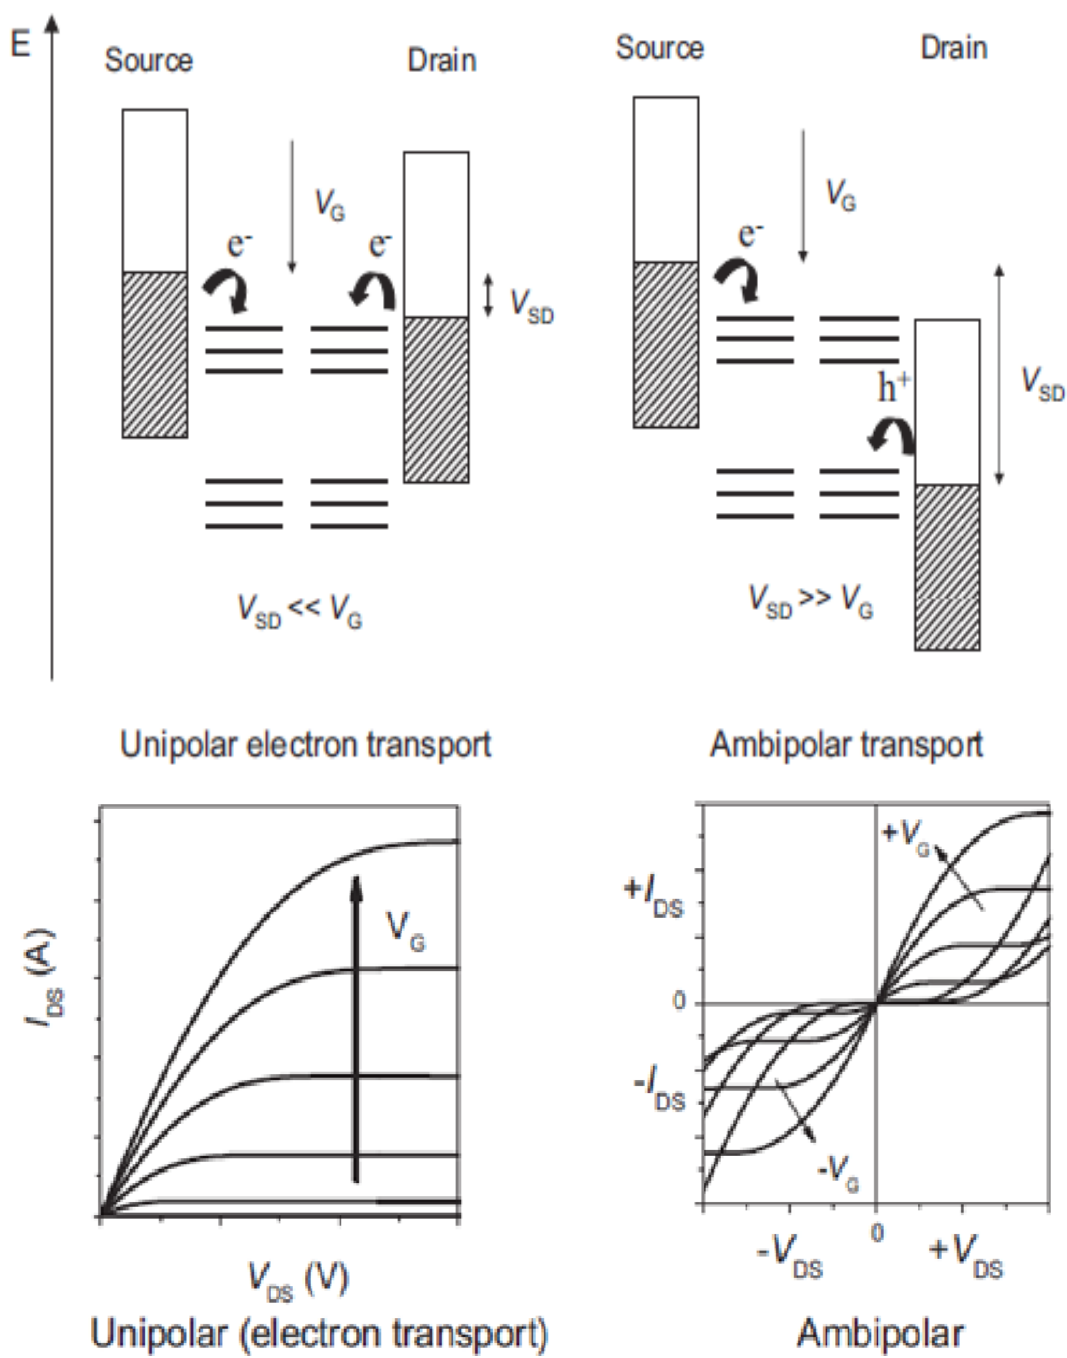 E
Source
Drain
V_G
e⁻
e⁻
V_SD
V_SD << V_G
Unipolar electron transport
Source
Drain
V_G
e⁻
h⁺
V_SD
V_SD >> V_G
Ambipolar transport
I_DS (A)
V_G
V_DS (V)
Unipolar (electron transport)
+V_G
+I_DS
0
-I_DS
-V_G
0
-V_DS
+V_DS
Ambipolar